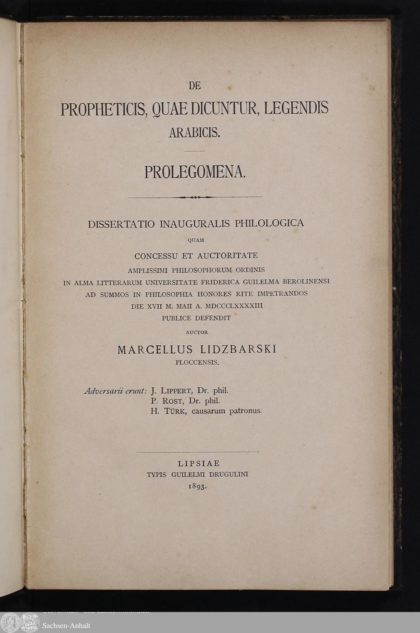 DE
PROPHETICIS, QUAE DICUNTUR, LEGENDIS
ARABICIS.
PROLEGOMENA.
DISSERTATIO INAUGURALIS PHILOLOGICA
QUAM
CONCESSU ET AUCTORITATE
AMPLISSIMI PHILOSOPHORUM ORDINIS
IN ALMA LITTERARUM UNIVERSITATE FRIDERICA GUILELMA BEROLINENSI
AD SUMMOS IN PHILOSOPHIA HONORES RITE IMPETRANDOS
DIE XVII M. MAII A. MDCCCLXXXXIII
PUBLICE DEFENDIT
AUCTOR
MARCELLUS LIDZBARSKI
PLOCCENSIS.
Adversarii erunt: J. LIPPERT, Dr. phil.
P. ROST, Dr. phil.
H. TÜRK, causarum patronus.
LIPSIAE
TYPIS GUILELMI DRUGULINI
1893.
Sachsen-Anhalt